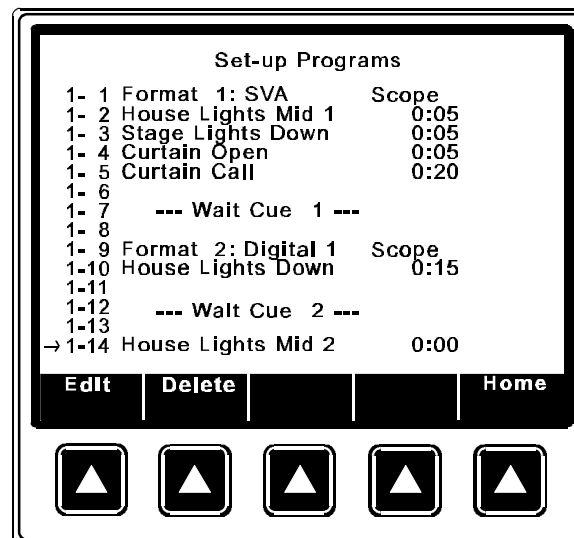 Set-up Programs
1- 1 Format 1: SVA Scope
1- 2 House Lights Mid 1 0:05
1- 3 Stage Lights Down 0:05
1- 4 Curtain Open 0:05
1- 5 Curtain Call 0:20
1- 6
1- 7 --- Wait Cue 1 ---
1- 8
1- 9 Format 2: Digital 1 Scope
1-10 House Lights Down 0:15
1-11
1-12 --- Walt Cue 2 ---
1-13
→ 1-14 House Lights Mid 2 0:00
Edit Delete Home